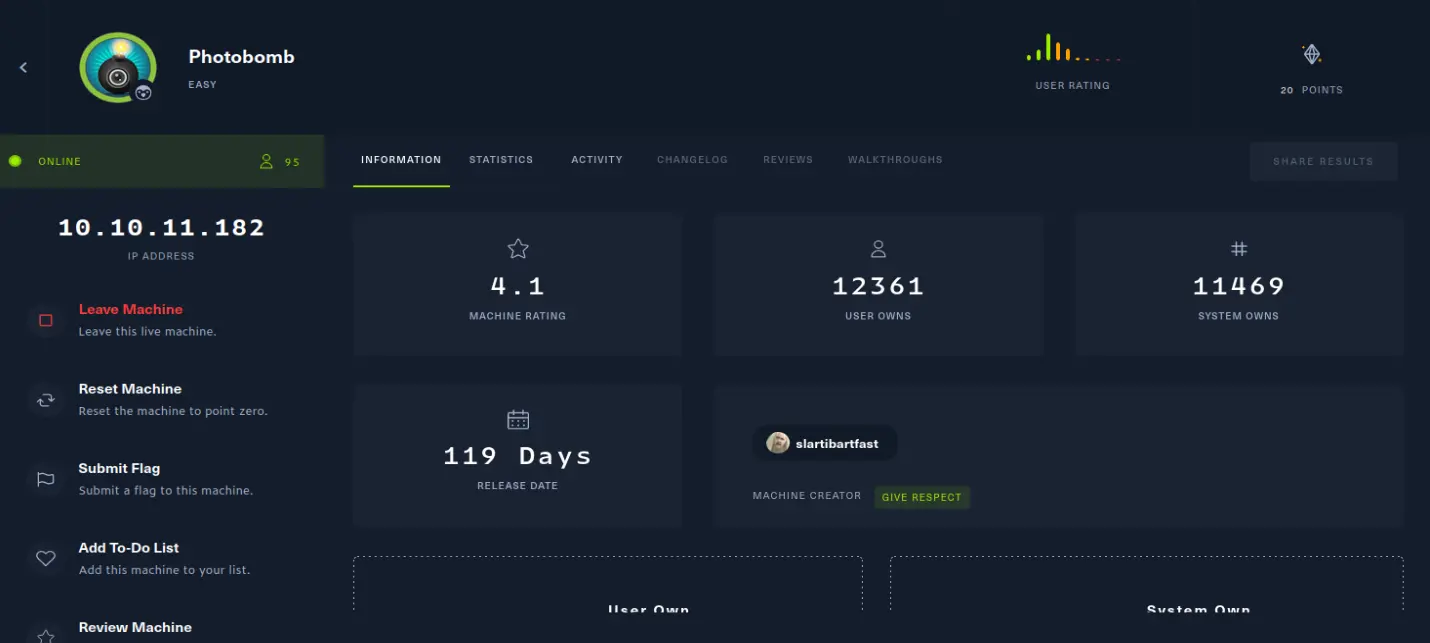 Photobomb
EASY
USER RATING
20 POINTS
ONLINE
95
INFORMATION STATISTICS ACTIVITY CHANGELOG REVIEWS WALKTHROUGHS
SHARE RESULTS
10.10.11.182
IP ADDRESS
Leave Machine
Leave this live machine.
Reset Machine
Reset the machine to point zero.
Submit Flag
Submit a flag to this machine.
Add To-Do List
Add this machine to your list.
Review Machine
4.1
MACHINE RATING
12361
USER OWNS
11469
SYSTEM OWNS
119 Days
RELEASE DATE
slartibartfast
MACHINE CREATOR
GIVE RESPECT
User Own
System Own